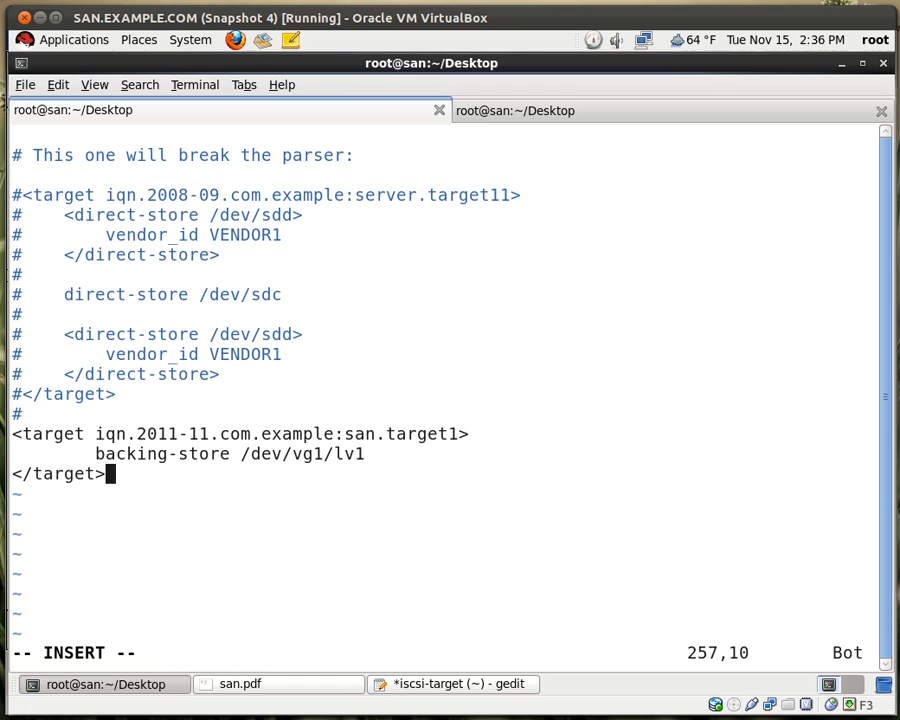 SAN.EXAMPLE.COM (Snapshot 4) [Running] - Oracle VM VirtualBox
Applications Places System 64 °F Tue Nov 15, 2:36 PM root
root@san:~/Desktop
File Edit View Search Terminal Tabs Help
root@san:~/Desktop root@san:~/Desktop
# This one will break the parser:
#<target iqn.2008-09.com.example:server.target11>
#    <direct-store /dev/sdd>
#        vendor_id VENDOR1
#    </direct-store>
#
#    direct-store /dev/sdc
#
#    <direct-store /dev/sdd>
#        vendor_id VENDOR1
#    </direct-store>
#</target>
#
<target iqn.2011-11.com.example:san.target1>
        backing-store /dev/vg1/lv1
</target>
~
~
~
~
~
~
~
~
-- INSERT -- 257,10 Bot
root@san:~/Desktop san.pdf *iscsi-target (~) - gedit
F3